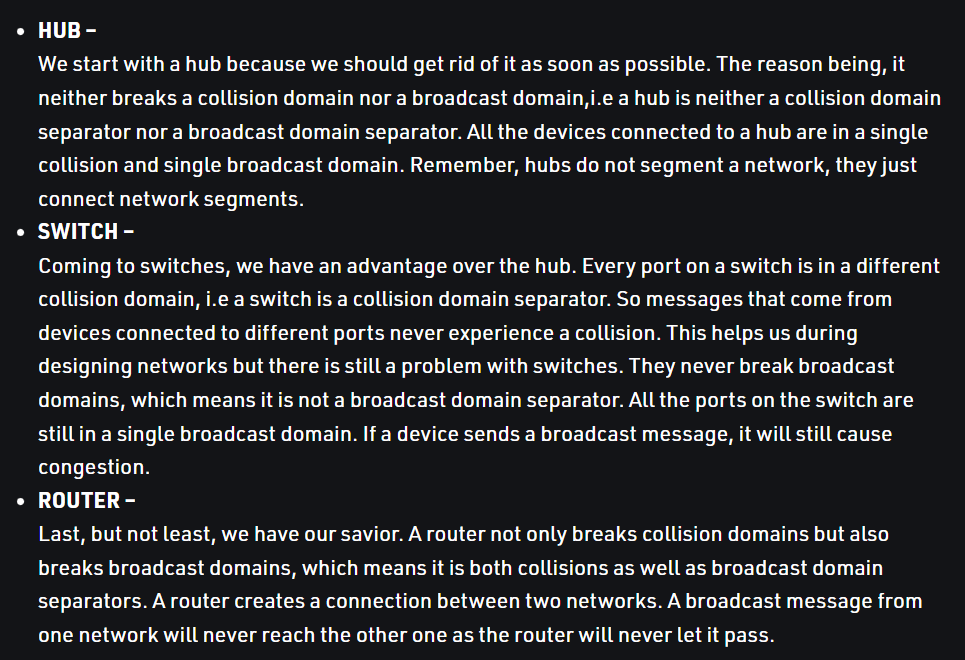 • HUB –
We start with a hub because we should get rid of it as soon as possible. The reason being, it
neither breaks a collision domain nor a broadcast domain,i.e a hub is neither a collision domain
separator nor a broadcast domain separator. All the devices connected to a hub are in a single
collision and single broadcast domain. Remember, hubs do not segment a network, they just
connect network segments.
• SWITCH –
Coming to switches, we have an advantage over the hub. Every port on a switch is in a different
collision domain, i.e a switch is a collision domain separator. So messages that come from
devices connected to different ports never experience a collision. This helps us during
designing networks but there is still a problem with switches. They never break broadcast
domains, which means it is not a broadcast domain separator. All the ports on the switch are
still in a single broadcast domain. If a device sends a broadcast message, it will still cause
congestion.
• ROUTER –
Last, but not least, we have our savior. A router not only breaks collision domains but also
breaks broadcast domains, which means it is both collisions as well as broadcast domain
separators. A router creates a connection between two networks. A broadcast message from
one network will never reach the other one as the router will never let it pass.